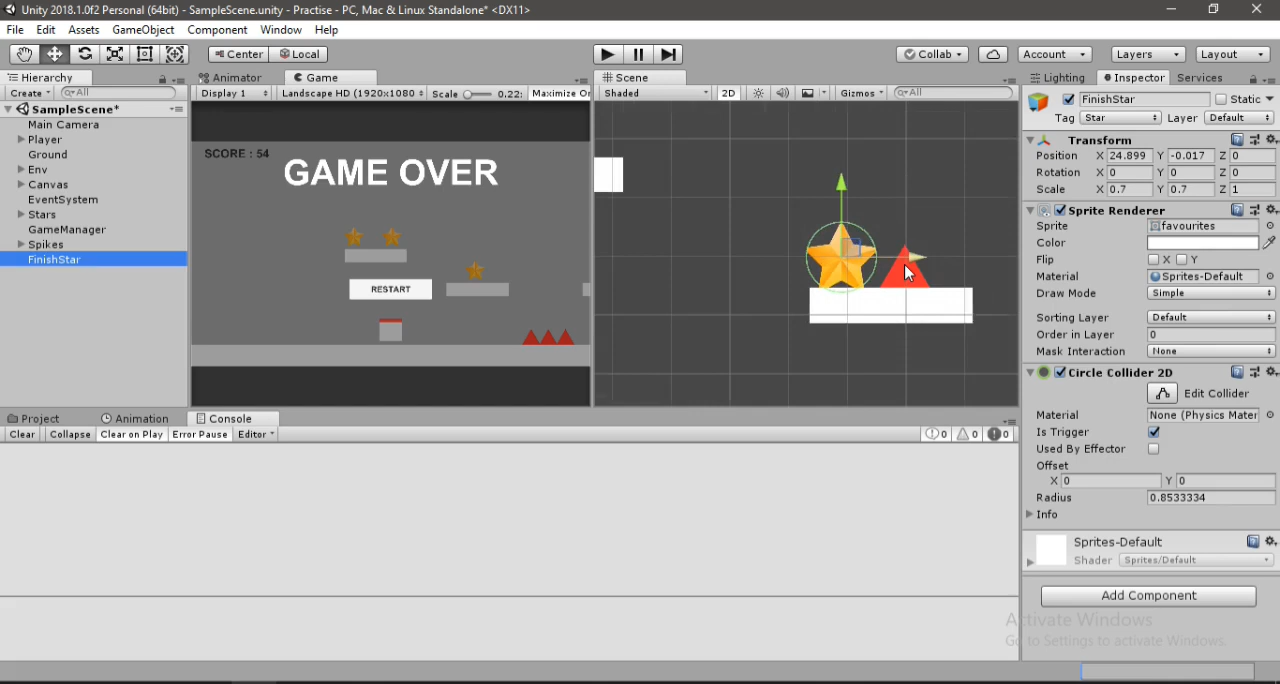 Unity 2018.1.0f2 Personal (64bit) - SampleScene.unity - Practise - PC, Mac & Linux Standalone* <DX11>
File Edit Assets GameObject Component Window Help
Center Local Collab Account Layers Layout
Hierarchy
Create All
SampleScene*
Main Camera
Player
Ground
Env
Canvas
EventSystem
Stars
GameManager
Spikes
FinishStar
Animator Game
Display 1 Landscape HD (1920x1080 Scale 0.22: Maximize Or
SCORE : 54
GAME OVER
RESTART
Scene
Shaded 2D Gizmos All
Lighting Inspector Services
FinishStar Static
Tag Star Layer Default
Transform
Position X 24.899 Y -0.017 Z 0
Rotation X 0 Y 0 Z 0
Scale X 0.7 Y 0.7 Z 1
Sprite Renderer
Sprite favourites
Color
Flip X Y
Material Sprites-Default
Draw Mode Simple
Sorting Layer Default
Order in Layer 0
Mask Interaction None
Circle Collider 2D
Edit Collider
Material None (Physics Mater
Is Trigger
Used By Effector
Offset
X 0 Y 0
Radius 0.8533334
Info
Sprites-Default
Shader Sprites/Default
Add Component
Activate Windows
Go to Settings to activate Windows.
Project Animation Console
Clear Collapse Clear on Play Error Pause Editor 0 0 0